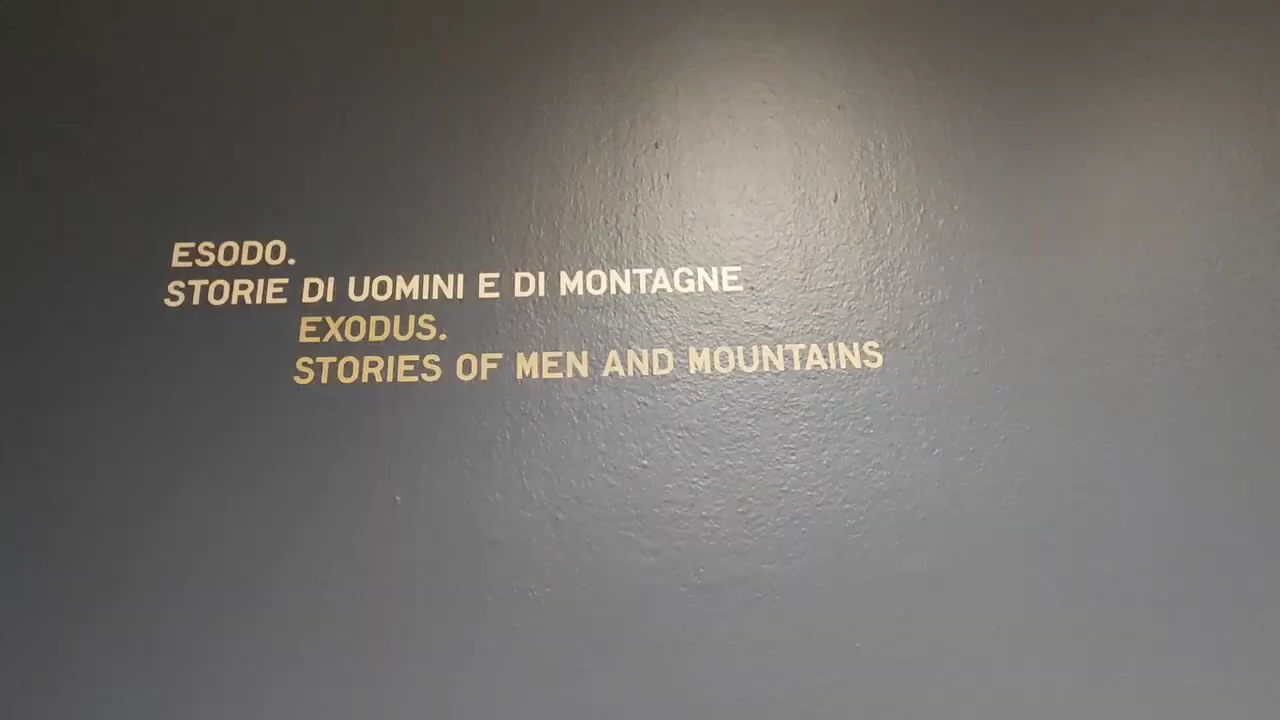 ESODO.
STORIE DI UOMINI E DI MONTAGNE
EXODUS.
STORIES OF MEN AND MOUNTAINS